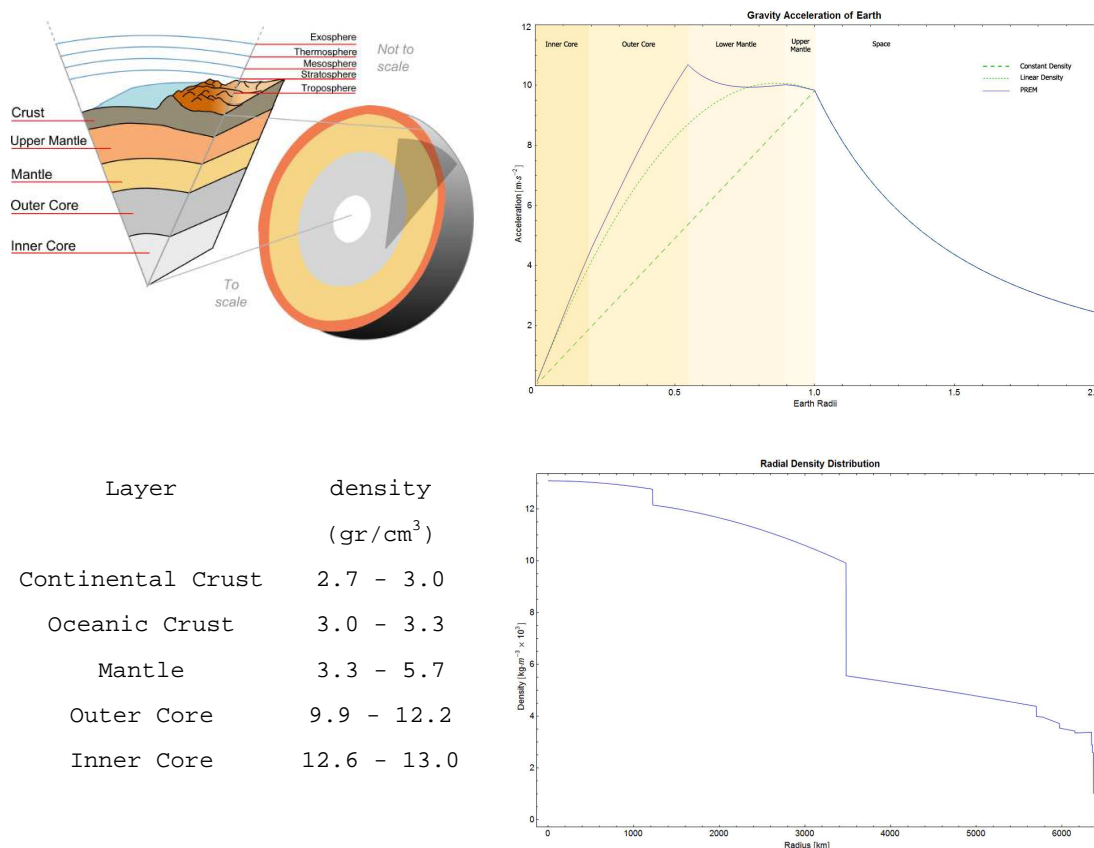 Exosphere
Thermosphere
Mesosphere
Stratosphere
Troposphere
Not to
scale
Crust
Upper Mantle
Mantle
Outer Core
Inner Core
To
scale
Gravity Acceleration of Earth
12
10
8
6
4
2
0
Acceleration [m·s⁻²]
Inner Core
Outer Core
Lower Mantle
Upper
Mantle
Space
Constant Density
Linear Density
PREM
0.5
1.0
1.5
Earth Radii
Layer density
(gr/cm³)
Continental Crust 2.7 - 3.0
Oceanic Crust 3.0 - 3.3
Mantle 3.3 - 5.7
Outer Core 9.9 - 12.2
Inner Core 12.6 - 13.0
Radial Density Distribution
12
10
8
6
4
2
0
Density [kg·m⁻³ × 10³]
0 1000 2000 3000 4000 5000 6000
Radius [km]